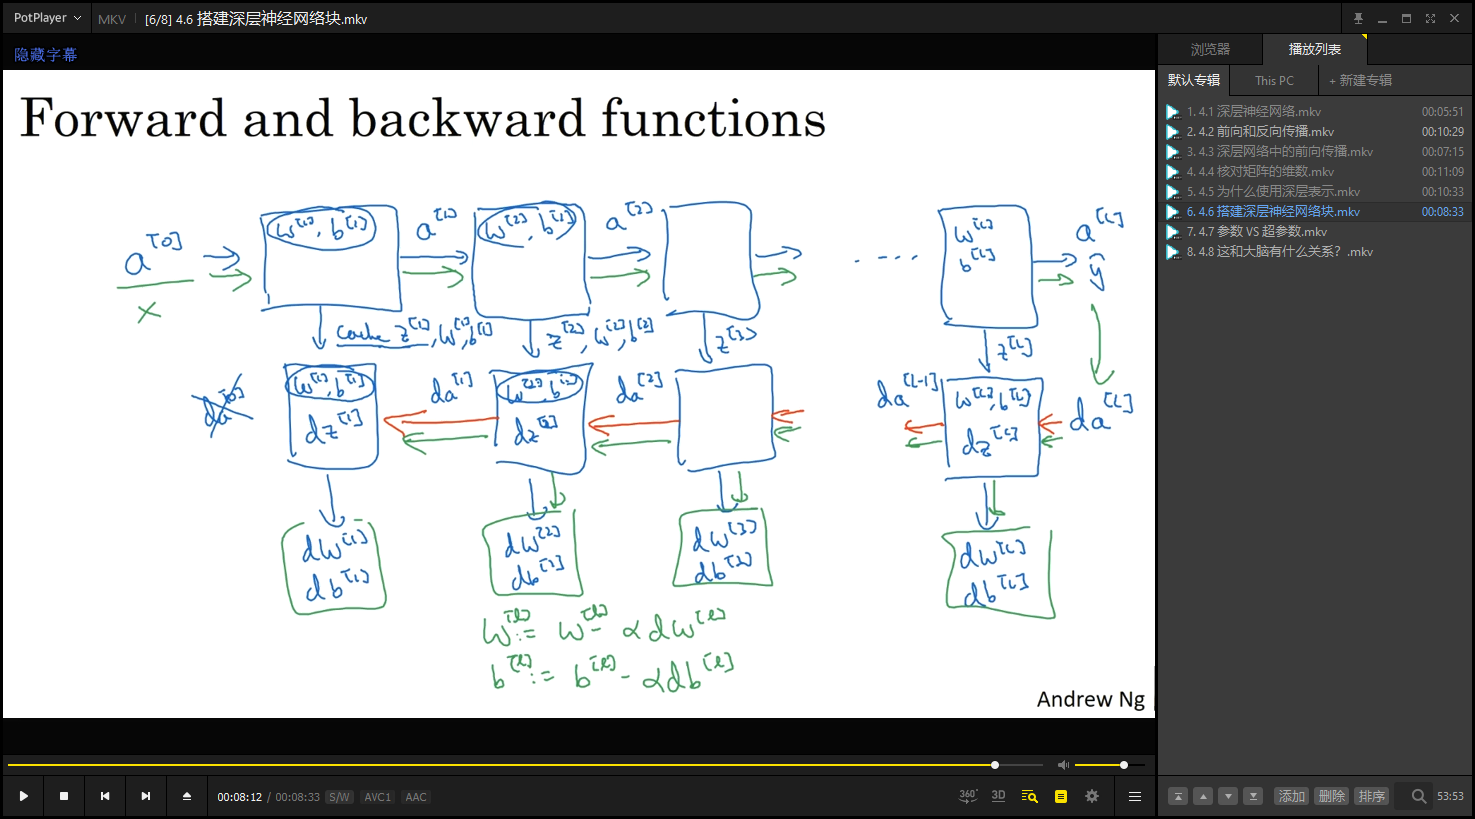 PotPlayer MKV [6/8] 4.6 搭建深层神经网络块.mkv
隐藏字幕
Forward and backward functions
a^[0] w^[1], b^[1] a^[1] w^[2], b^[2] a^[2] w^[L] a^[L]
b^[L] ŷ
x
cache z^[1], w^[1], b^[1] z^[2], w^[2], b^[2] z^[3] z^[L]
da^[0] w^[1], b^[1] da^[1] w^[2], b^[2] da^[2] da^[L-1] w^[L], b^[L] da^[L]
dz^[1] dz^[2] dz^[L]
dw^[1] dw^[2] dw^[3] dw^[L]
db^[1] db^[2] db^[3] db^[L]
w^[l] := w^[l] - αdw^[l]
b^[l] := b^[l] - αdb^[l]
Andrew Ng
00:08:12 / 00:08:33 S/W AVC1 AAC
360° 3D
浏览器 播放列表
默认专辑 This PC + 新建专辑
1. 4.1 深层神经网络.mkv 00:05:51
2. 4.2 前向和反向传播.mkv 00:10:29
3. 4.3 深层网络中的前向传播.mkv 00:07:15
4. 4.4 核对矩阵的维数.mkv 00:11:09
5. 4.5 为什么使用深层表示.mkv 00:10:33
6. 4.6 搭建深层神经网络块.mkv 00:08:33
7. 4.7 参数 VS 超参数.mkv
8. 4.8 这和大脑有什么关系？.mkv
添加 删除 排序 53:53